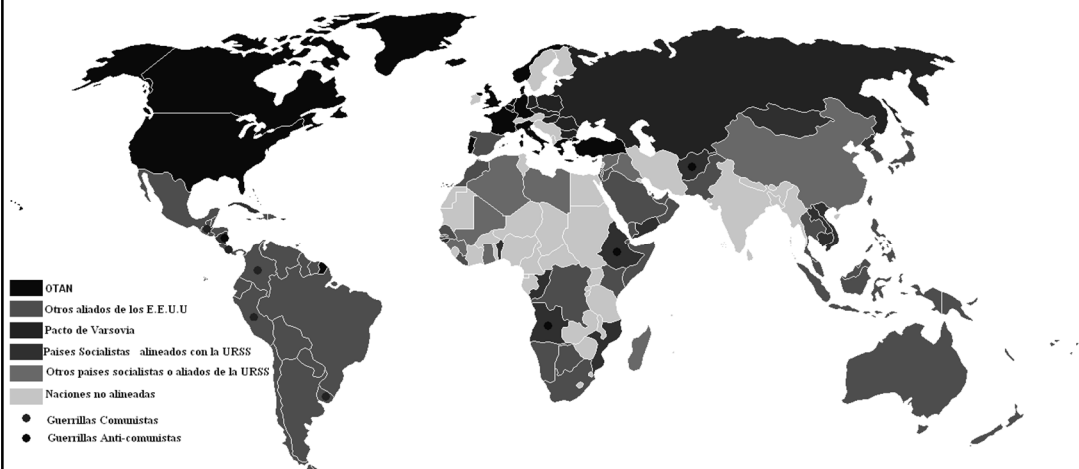 OTAN
Otros aliados de los E.E.U.U
Pacto de Varsovia
Paises Socialistas alineados con la URSS
Otros paises socialistas o aliados de la URSS
Naciones no alineadas
Guerrillas Comunistas
Guerrillas Anti-comunistas